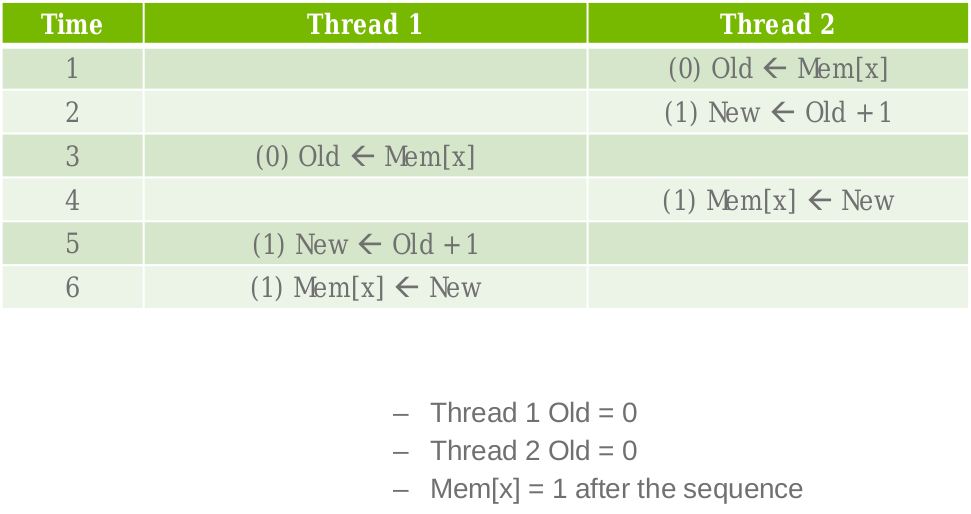 Time Thread 1 Thread 2
1 (0) Old ← Mem[x]
2 (1) New ← Old + 1
3 (0) Old ← Mem[x]
4 (1) Mem[x] ← New
5 (1) New ← Old + 1
6 (1) Mem[x] ← New
– Thread 1 Old = 0
– Thread 2 Old = 0
– Mem[x] = 1 after the sequence